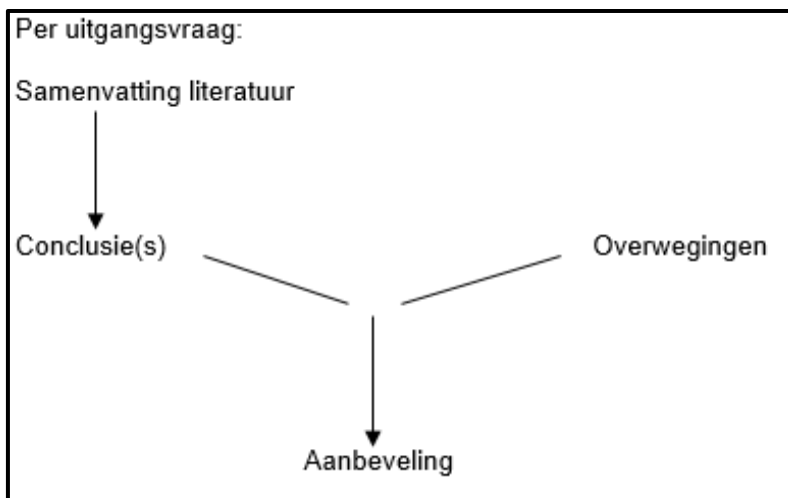 Per uitgangsvraag:
Samenvatting literatuur
Conclusie(s)
Overwegingen
Aanbeveling